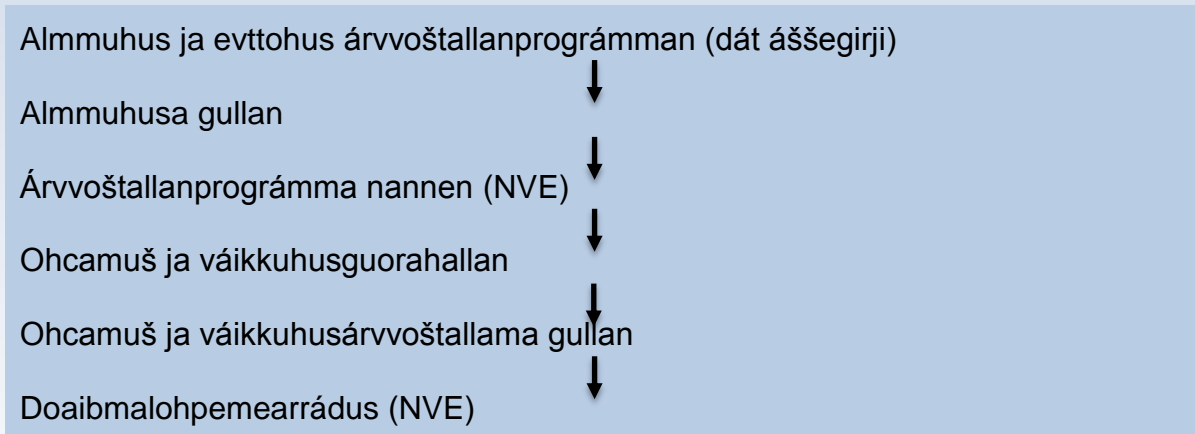 Almmuhus ja evttohus árvvoštallanprográmman (dát áššegirji)
Almmuhusa gullan
Árvvoštallanprográmma nannen (NVE)
Ohcamuš ja váikkuhusguorahallan
Ohcamuš ja váikkuhusárvvoštallama gullan
Doaibmalohpemearrádus (NVE)